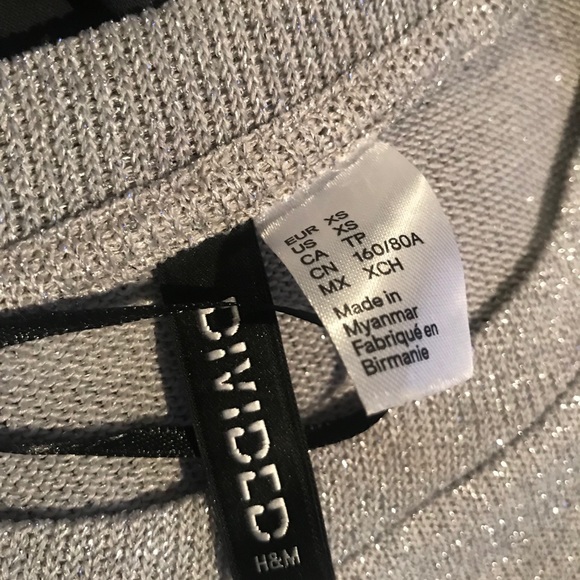 EUR XS
US XS
CA TP
CN 160/80A
MX XCH
Made in
Myanmar
Fabriqué en
Birmanie
DIVIDED
H&M